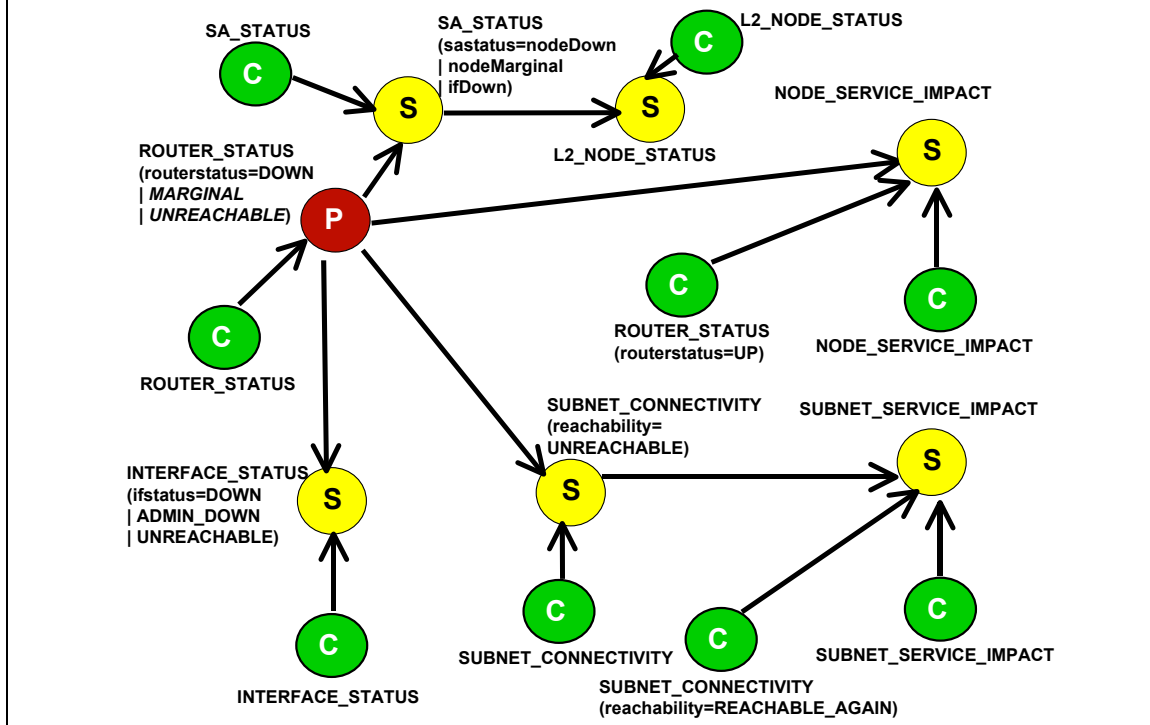 SA_STATUS
C
SA_STATUS
(sastatus=nodeDown
| nodeMarginal
| ifDown)
S
L2_NODE_STATUS
C
S
L2_NODE_STATUS
NODE_SERVICE_IMPACT
S
ROUTER_STATUS
(routerstatus=DOWN
| MARGINAL
| UNREACHABLE)
P
C
ROUTER_STATUS
C
ROUTER_STATUS
(routerstatus=UP)
C
NODE_SERVICE_IMPACT
INTERFACE_STATUS
(ifstatus=DOWN
| ADMIN_DOWN
| UNREACHABLE)
S
C
INTERFACE_STATUS
SUBNET_CONNECTIVITY
(reachability=
UNREACHABLE)
S
C
SUBNET_CONNECTIVITY
SUBNET_SERVICE_IMPACT
S
C
SUBNET_CONNECTIVITY
(reachability=REACHABLE_AGAIN)
C
SUBNET_SERVICE_IMPACT